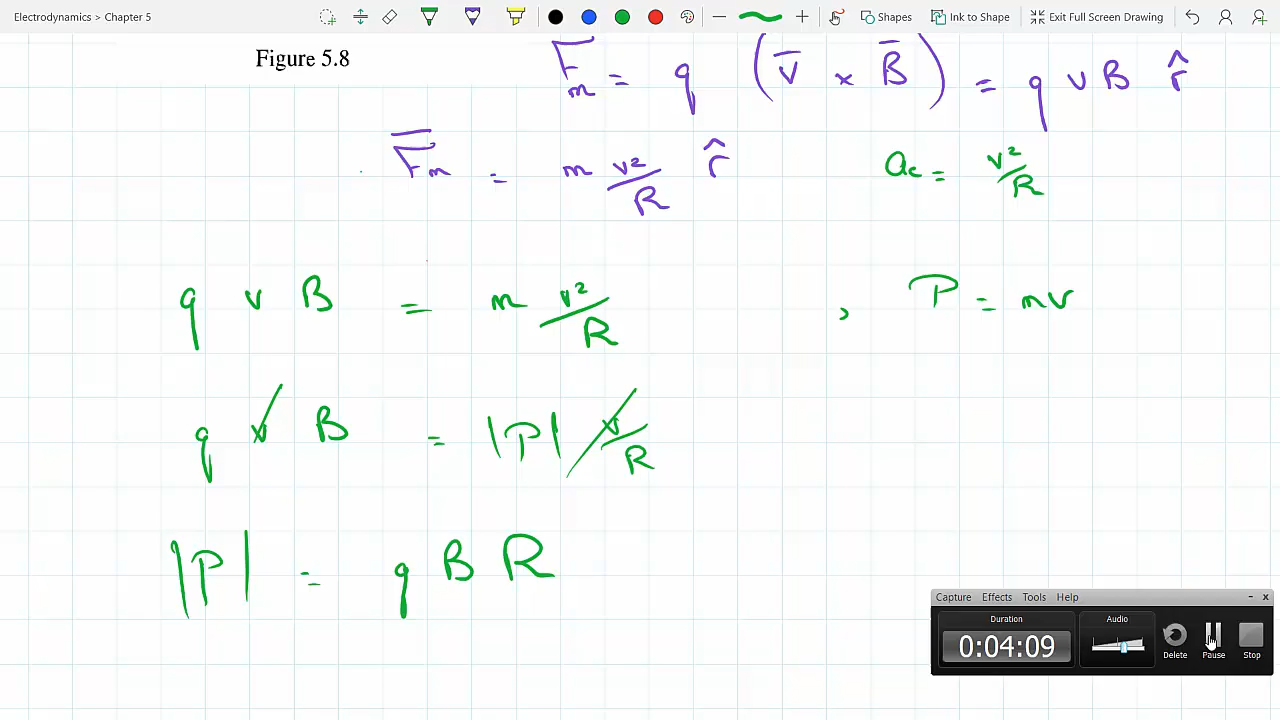 Electrodynamics > Chapter 5
Shapes
Ink to Shape
Exit Full Screen Drawing
Figure 5.8
F̅m = q (v̅ × B̅) = q v B r̂
F̅m = m v²/R r̂
ac = v²/R
q v B = m v²/R , P = mv
q v B = |P| v/R
|P| = q B R
Capture Effects Tools Help
Duration
Audio
0:04:09
Delete
Pause
Stop